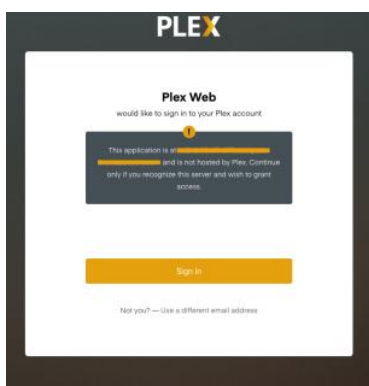 PLEX
Plex Web
would like to sign in to your Plex account
!
This application is at
and is not hosted by Plex. Continue
only if you recognize this server and wish to grant
access.
Sign In
Not you? — Use a different email address